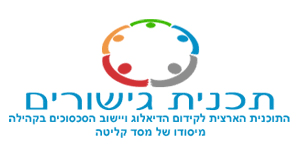 תכנית גישורים
התוכנית הארצית לקידום הדיאלוג ויישוב הסכסוכים בקהילה
מיסודו של מסד קליטה